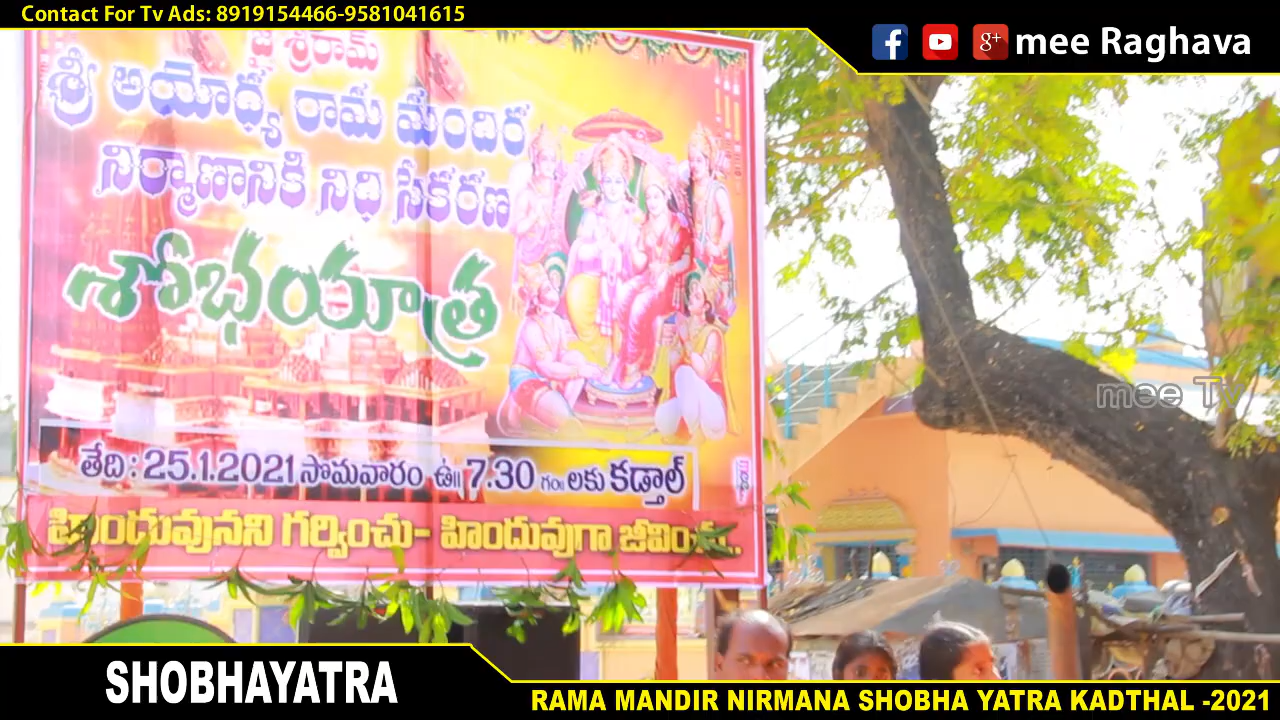 Contact For Tv Ads: 8919154466-9581041615
mee Raghava
జై శ్రీరామ్
శ్రీ అయోధ్య రామ మందిర
నిర్మాణానికి నిధి సేకరణ
శోభయాత్ర
తేది : 25.1.2021 సోమవారం ఉ॥ 7.30 గం॥ లకు కడ్తాల్
హిందువునని గర్వించు- హిందువుగా జీవించు..
mee Tv
SHOBHAYATRA
RAMA MANDIR NIRMANA SHOBHA YATRA KADTHAL -2021